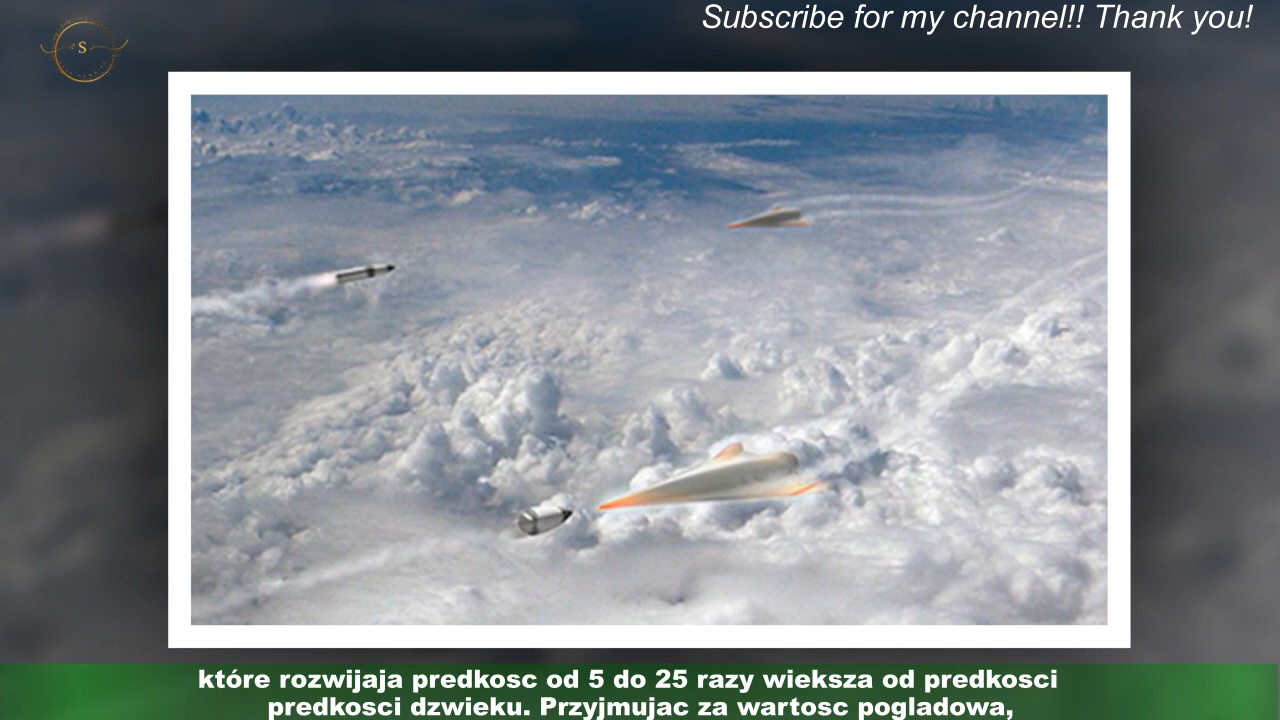 Subscribe for my channel!! Thank you!
S
które rozwijaja predkosc od 5 do 25 razy wieksza od predkosci
predkosci dzwieku. Przyjmujac za wartosc pogladowa,